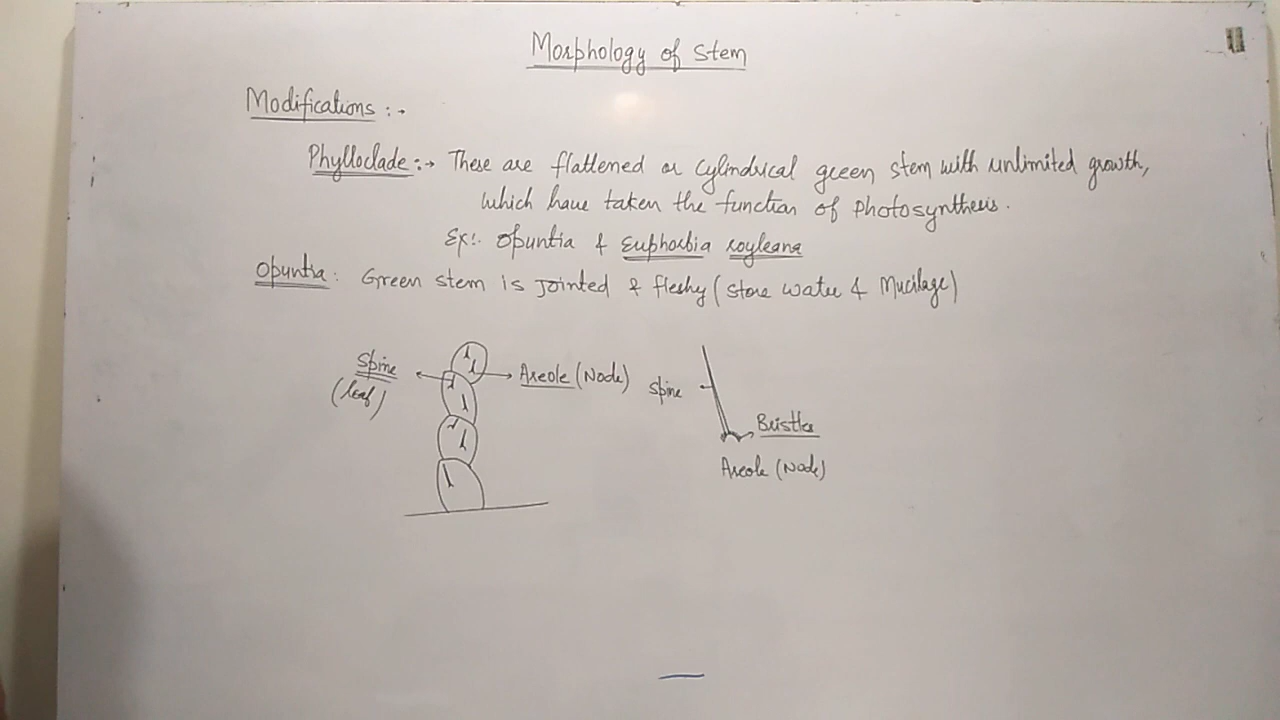 Morphology of Stem
Modifications :-
Phylloclade :→ These are flattened or cylindrical green stem with unlimited growth,
which have taken the function of photosynthesis.
Ex:. Opuntia & Euphorbia royleana
Opuntia : Green stem is Jointed & fleshy (store water & Mucilage)
Spine
(leaf)
Areole (Node)
Spine
Bristles
Areole (Node)